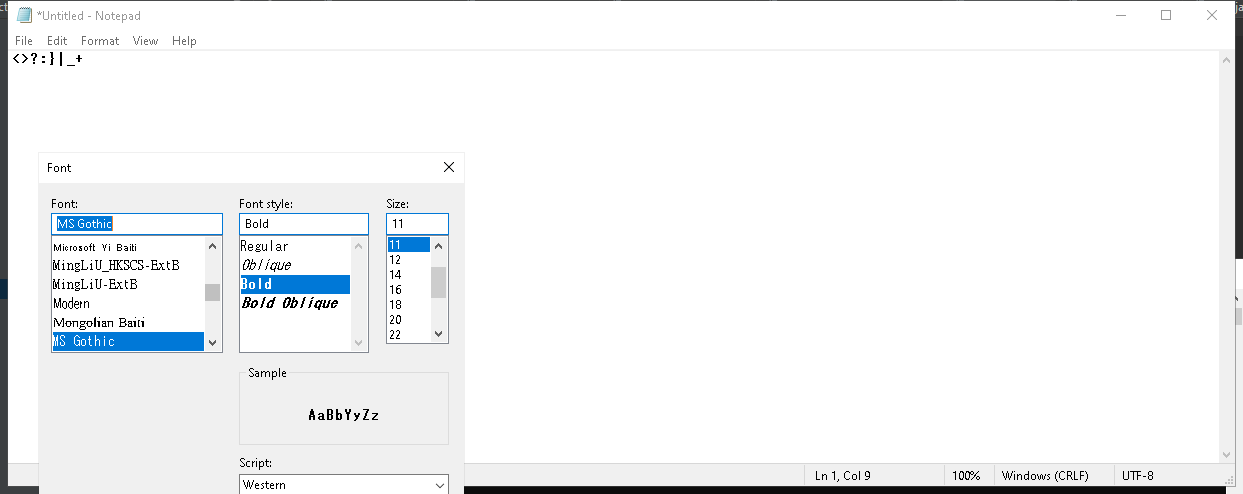 *Untitled - Notepad
File Edit Format View Help
<>?:}|_+
Font
Font: Font style: Size:
MS Gothic Bold 11
Microsoft Yi Baiti
MingLiU_HKSCS-ExtB
MingLiU-ExtB
Modern
Mongolian Baiti
MS Gothic
Regular
Oblique
Bold
Bold Oblique
11
12
14
16
18
20
22
Sample
AaBbYyZz
Script:
Western
Ln 1, Col 9 100% Windows (CRLF) UTF-8